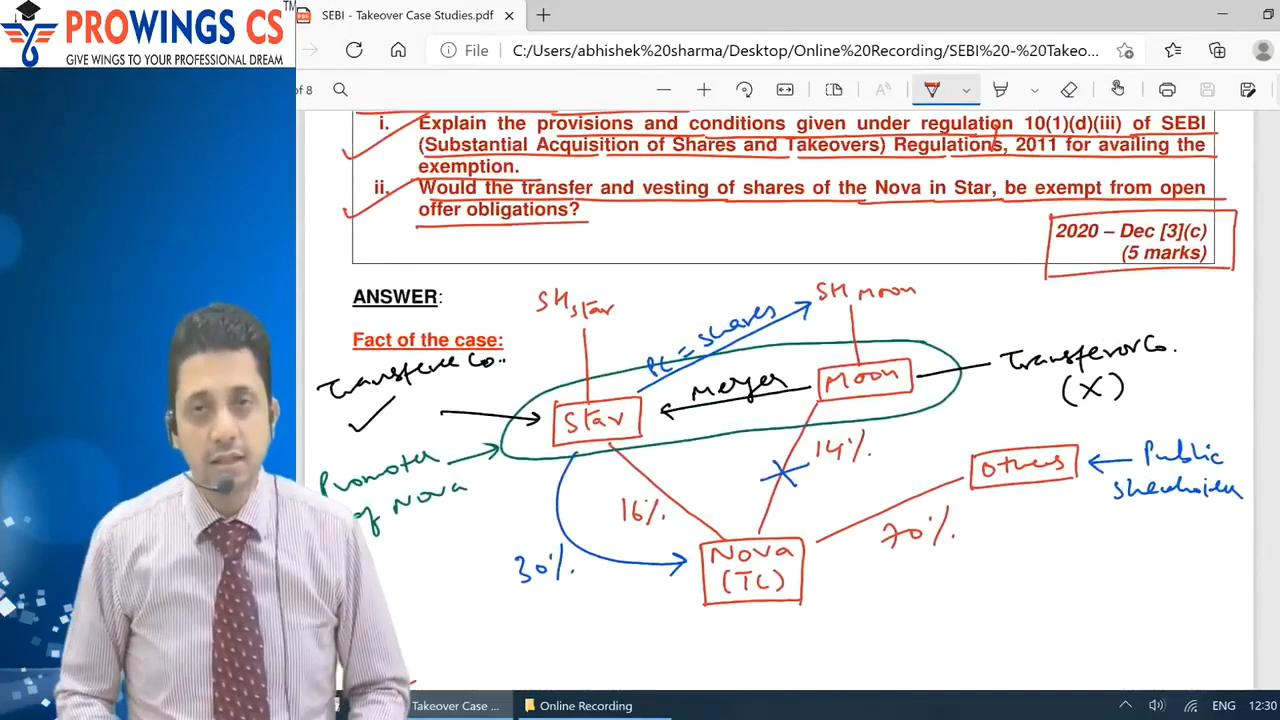 TM
PROWINGS CS
GIVE WINGS TO YOUR PROFESSIONAL DREAM
SEBI - Takeover Case Studies.pdf
File
C:/Users/abhishek%20sharma/Desktop/Online%20Recording/SEBI%20-%20Takeo...
of 8
i. Explain the provisions and conditions given under regulation 10(1)(d)(iii) of SEBI
(Substantial Acquisition of Shares and Takeovers) Regulations, 2011 for availing the
exemption.
ii. Would the transfer and vesting of shares of the Nova in Star, be exempt from open
offer obligations?
2020 – Dec [3](c)
(5 marks)
ANSWER:
Fact of the case:
SH Star
SH Moon
PC = Shares
Transferee Co..
Merger
Moon
Transferor Co.
(X)
Star
Promoter
of Nova
16%
14%
Others
Public
30%
70%
Nova
(TC)
Takeover Case ...
Online Recording
ENG
12:30